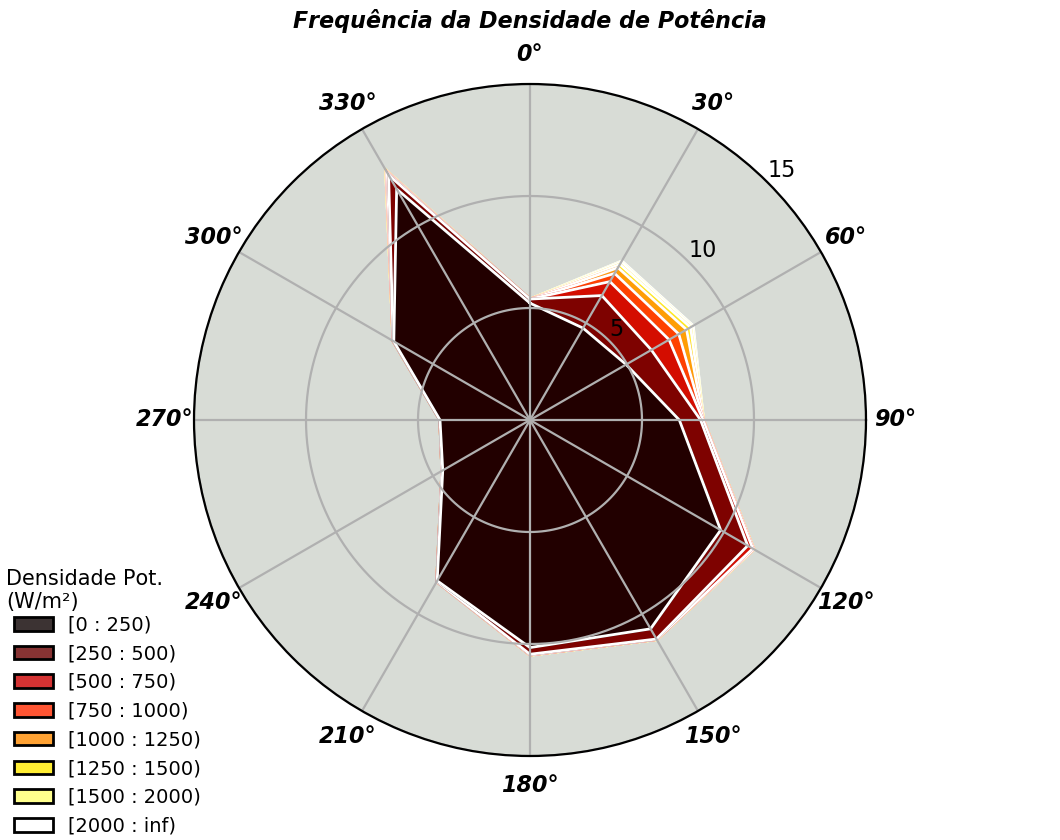 Frequência da Densidade de Potência
0°
30°
60°
90°
120°
150°
180°
210°
240°
270°
300°
330°
5
10
15
Densidade Pot.
(W/m²)
[0 : 250)
[250 : 500)
[500 : 750)
[750 : 1000)
[1000 : 1250)
[1250 : 1500)
[1500 : 2000)
[2000 : inf)